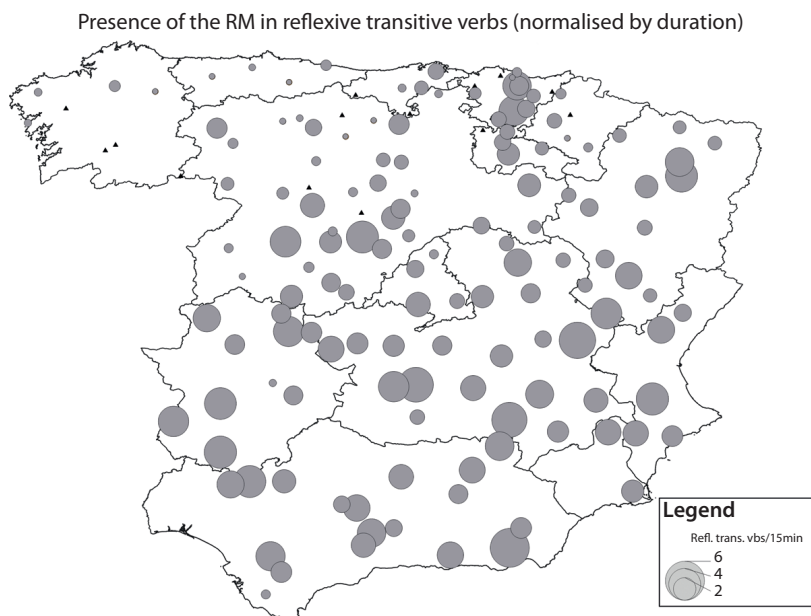 Presence of the RM in reflexive transitive verbs (normalised by duration)
Legend
Refl. trans. vbs/15min
6
4
2